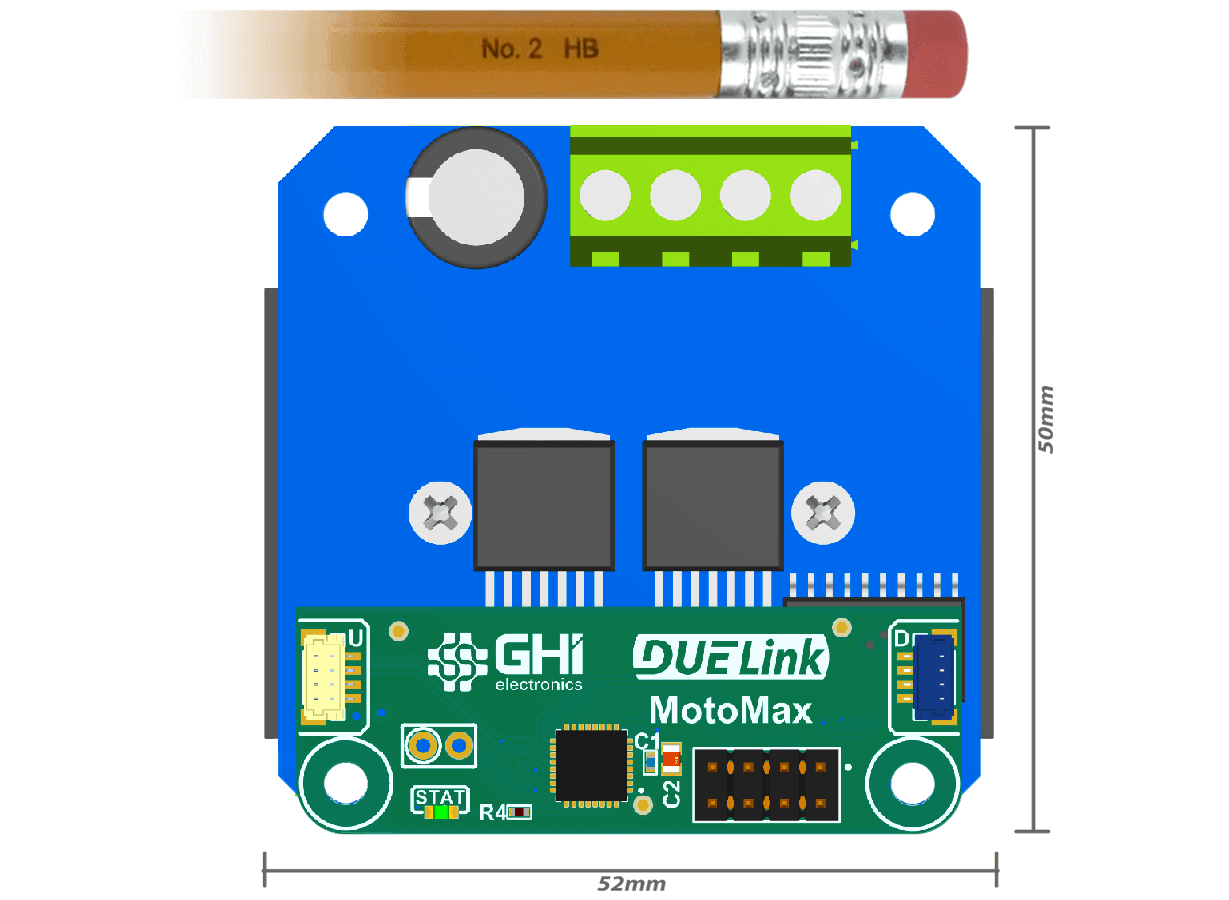 No. 2 HB
50mm
U
GHI
electronics
DUELink
D
MotoMax
C1
C2
STAT
R4
52mm